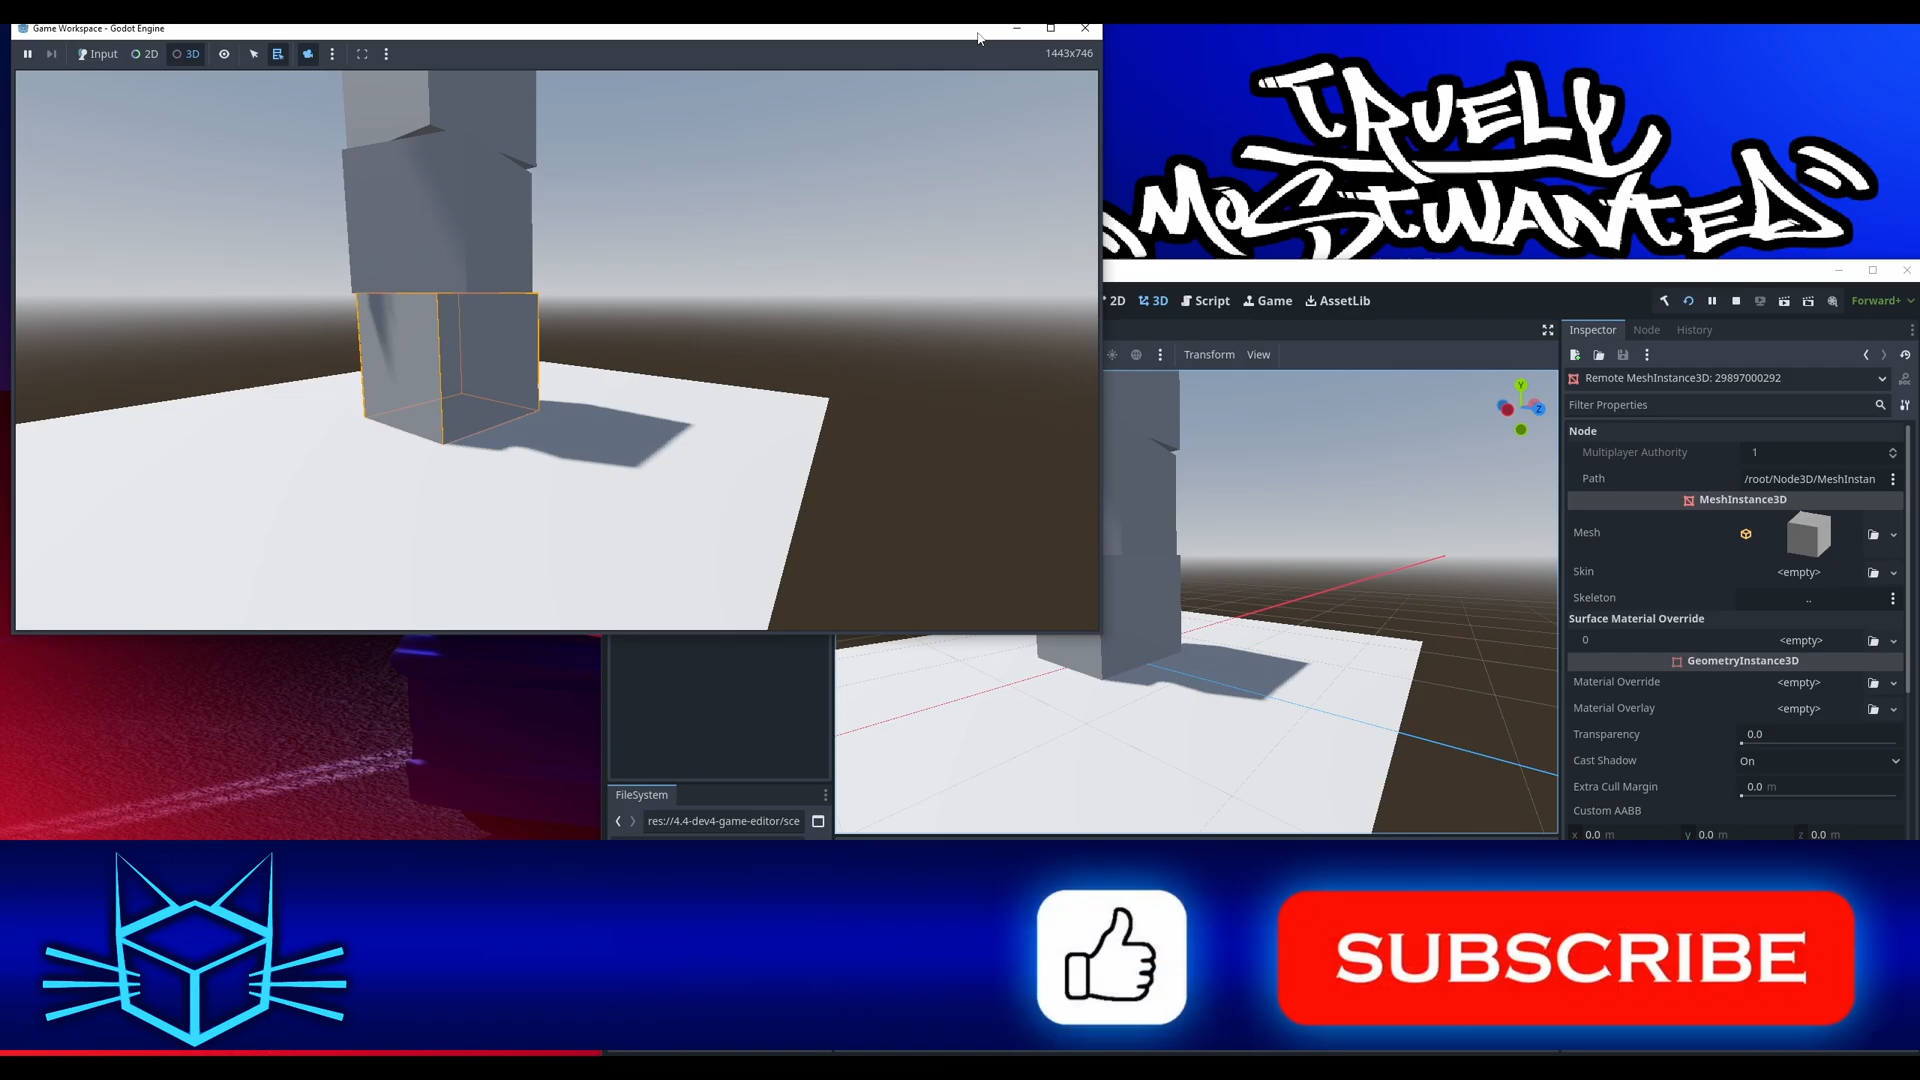 Game Workspace - Godot Engine
Input 2D 3D 1443x746
TRUELY
MOSTWANTED
2D 3D Script Game AssetLib Forward+
Inspector Node History
Transform View
Remote MeshInstance3D: 29897000292
Filter Properties
Node
Multiplayer Authority 1
Path /root/Node3D/MeshInstan
MeshInstance3D
Mesh
Skin <empty>
Skeleton ..
Surface Material Override
0 <empty>
GeometryInstance3D
Material Override <empty>
Material Overlay <empty>
Transparency 0.0
Cast Shadow On
Extra Cull Margin 0.0 m
Custom AABB
x 0.0 m y 0.0 m z 0.0 m
Y
Z
FileSystem
res://4.4-dev4-game-editor/sce
SUBSCRIBE